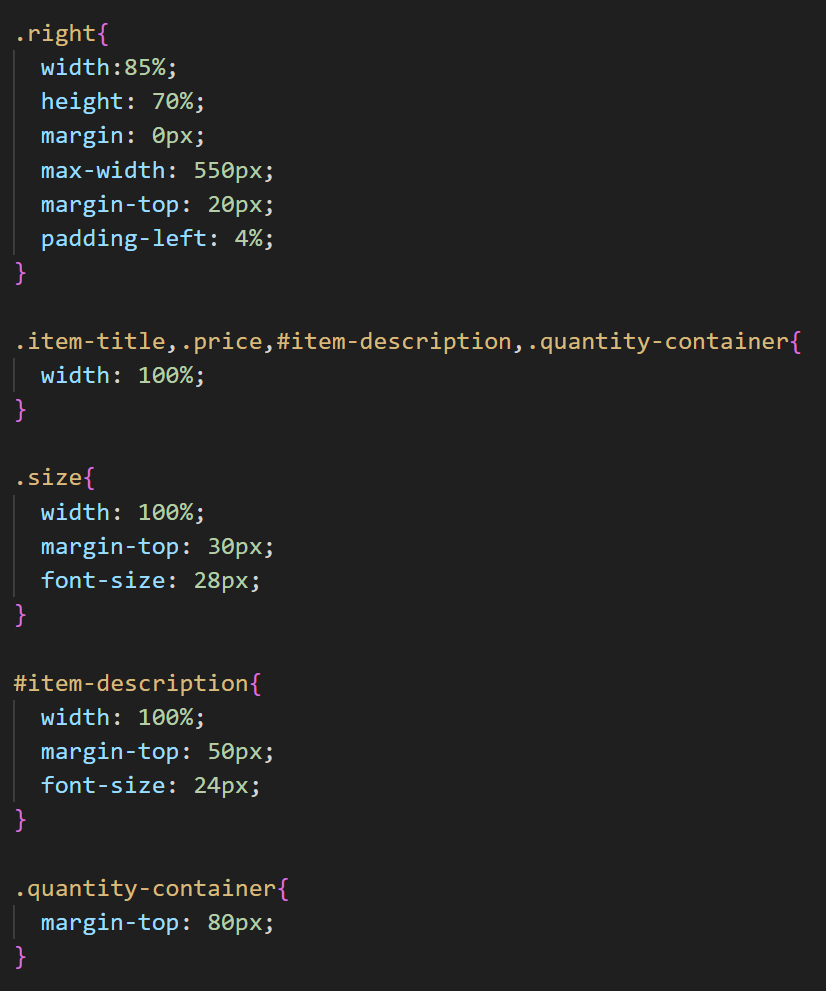 .right{
  width:85%;
  height: 70%;
  margin: 0px;
  max-width: 550px;
  margin-top: 20px;
  padding-left: 4%;
}

.item-title,.price,#item-description,.quantity-container{
  width: 100%;
}

.size{
  width: 100%;
  margin-top: 30px;
  font-size: 28px;
}

#item-description{
  width: 100%;
  margin-top: 50px;
  font-size: 24px;
}

.quantity-container{
  margin-top: 80px;
}